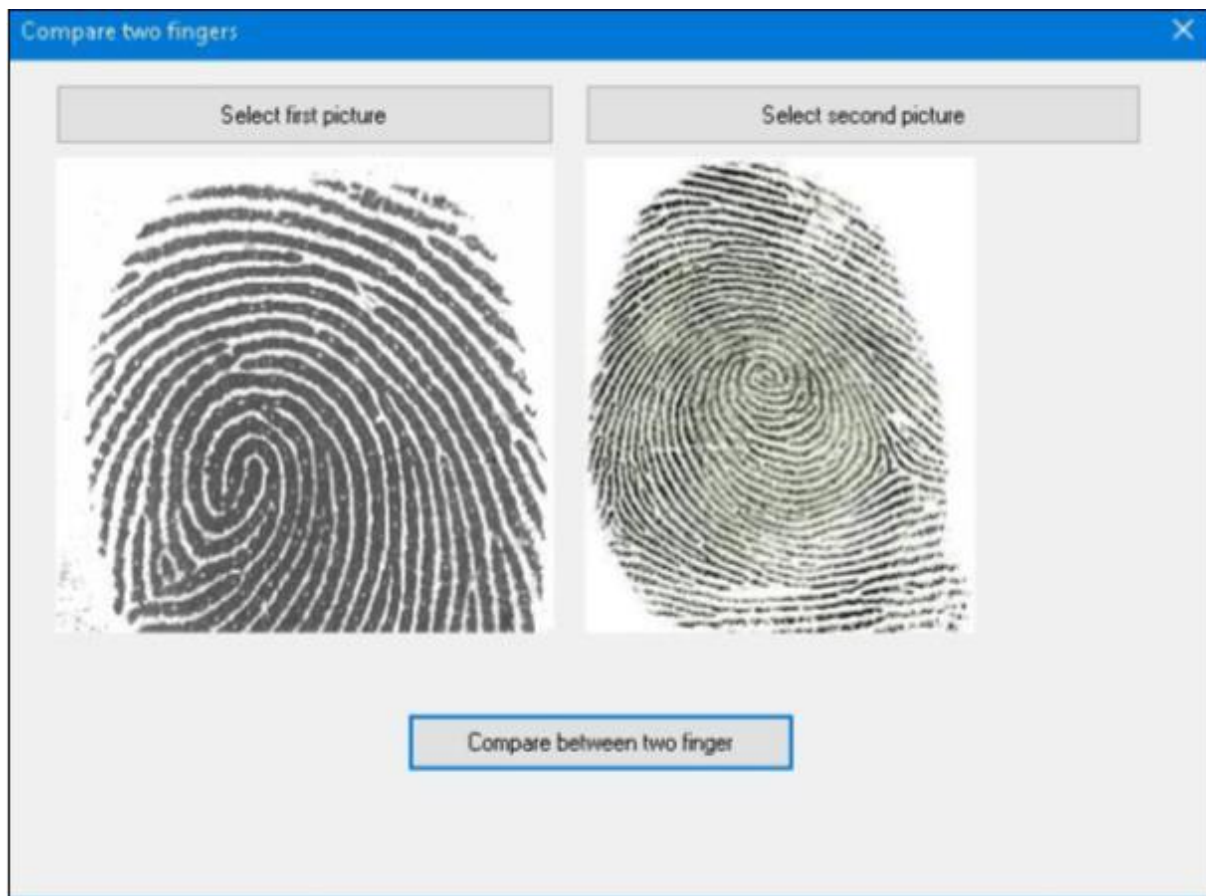 Compare two fingers
Select first picture
Select second picture
Compare between two finger